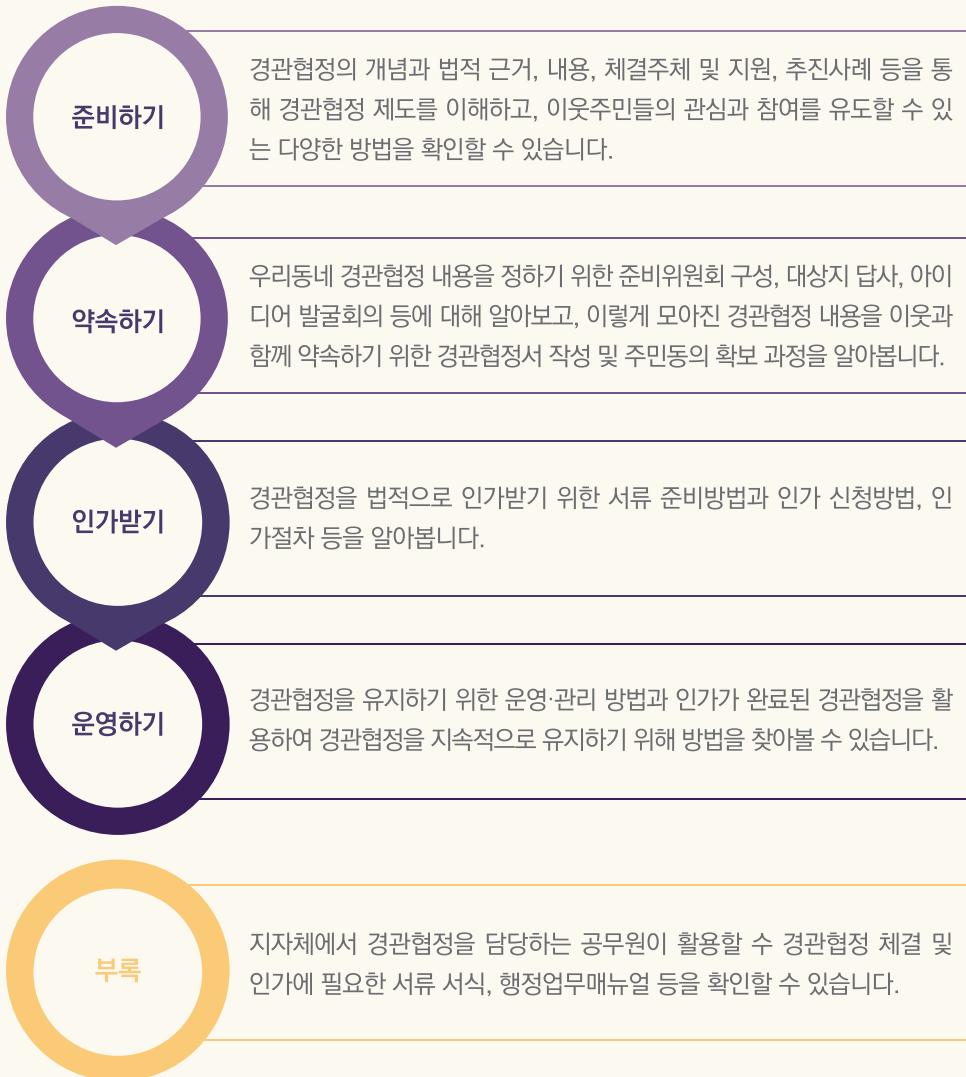 준비하기
경관협정의 개념과 법적 근거, 내용, 체결주체 및 지원, 추진사례 등을 통
해 경관협정 제도를 이해하고, 이웃주민들의 관심과 참여를 유도할 수 있
는 다양한 방법을 확인할 수 있습니다.
약속하기
우리동네 경관협정 내용을 정하기 위한 준비위원회 구성, 대상지 답사, 아이
디어 발굴회의 등에 대해 알아보고, 이렇게 모아진 경관협정 내용을 이웃과
함께 약속하기 위한 경관협정서 작성 및 주민동의 확보 과정을 알아봅니다.
인가받기
경관협정을 법적으로 인가받기 위한 서류 준비방법과 인가 신청방법, 인
가절차 등을 알아봅니다.
운영하기
경관협정을 유지하기 위한 운영·관리 방법과 인가가 완료된 경관협정을 활
용하여 경관협정을 지속적으로 유지하기 위해 방법을 찾아볼 수 있습니다.
부록
지자체에서 경관협정을 담당하는 공무원이 활용할 수 경관협정 체결 및
인가에 필요한 서류 서식, 행정업무매뉴얼 등을 확인할 수 있습니다.